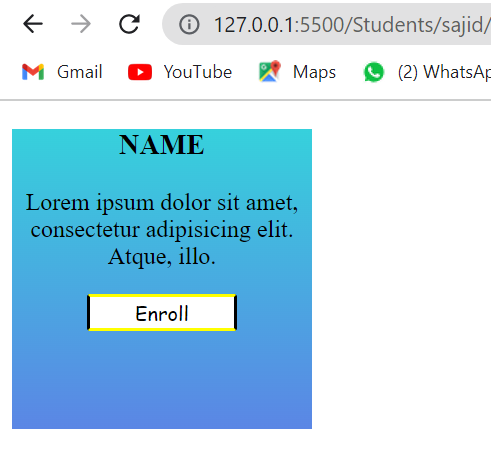 127.0.0.1:5500/Students/sajid/
Gmail YouTube Maps (2) WhatsAp
NAME
Lorem ipsum dolor sit amet,
consectetur adipisicing elit.
Atque, illo.
Enroll